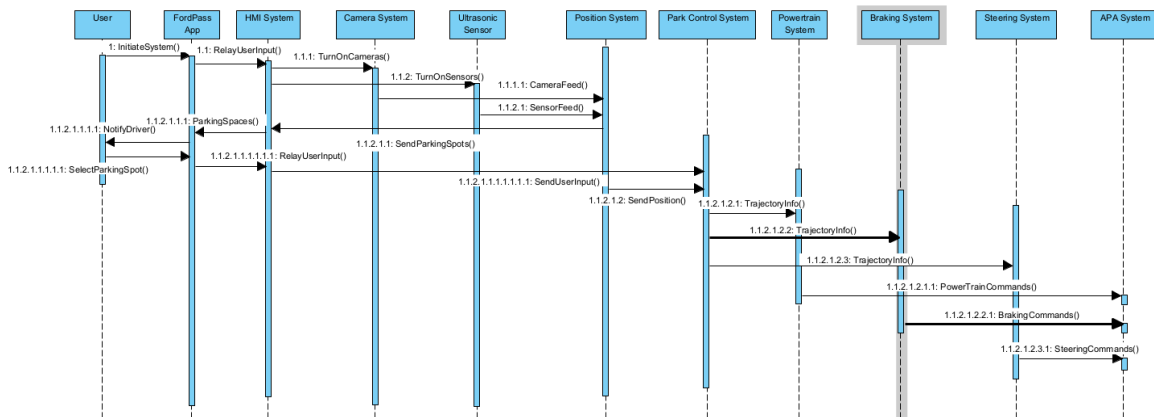 User
FordPass
App
HMI System
Camera System
Ultrasonic
Sensor
Position System
Park Control System
Powertrain
System
Braking System
Steering System
APA System
1: InitiateSystem()
1.1: RelayUserInput()
1.1.1: TurnOnCameras()
1.1.2: TurnOnSensors()
1.1.1.1: CameraFeed()
1.1.2.1: SensorFeed()
1.1.2.1.1.1: ParkingSpaces()
1.1.2.1.1.1.1: NotifyDriver()
1.1.2.1.1: SendParkingSpots()
1.1.2.1.1.1.1.1.1: RelayUserInput()
1.1.2.1.1.1.1.1: SelectParkingSpot()
1.1.2.1.1.1.1.1.1.1: SendUserInput()
1.1.2.1.2: SendPosition()
1.1.2.1.2.1: TrajectoryInfo()
1.1.2.1.2.2: TrajectoryInfo()
1.1.2.1.2.3: TrajectoryInfo()
1.1.2.1.2.1.1: PowerTrainCommands()
1.1.2.1.2.2.1: BrakingCommands()
1.1.2.1.2.3.1: SteeringCommands()